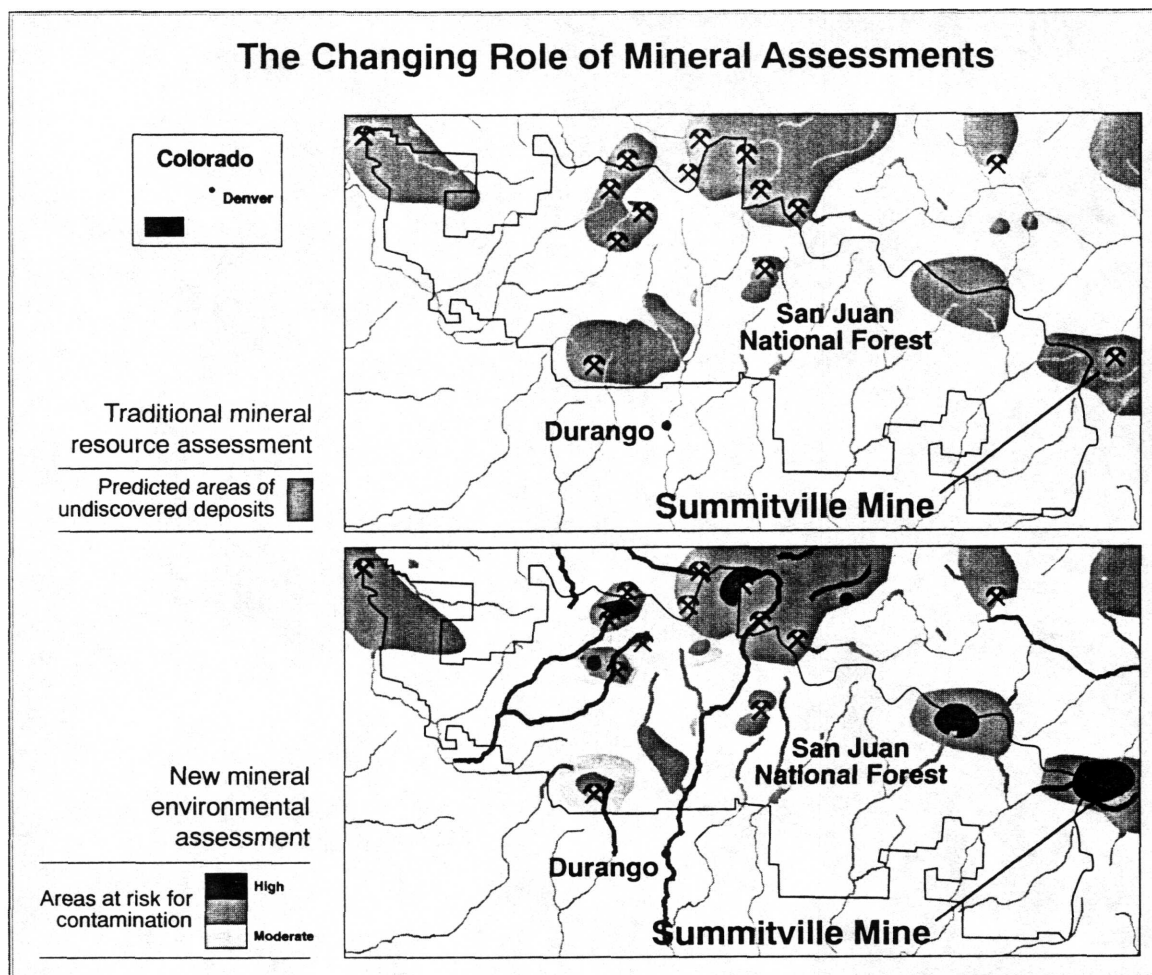 The Changing Role of Mineral Assessments
Colorado
Denver
San Juan
National Forest
Traditional mineral
resource assessment
Durango
Predicted areas of
undiscovered deposits
Summitville Mine
San Juan
National Forest
New mineral
environmental
assessment
Durango
Areas at risk for
contamination
High
Moderate
Summitville Mine